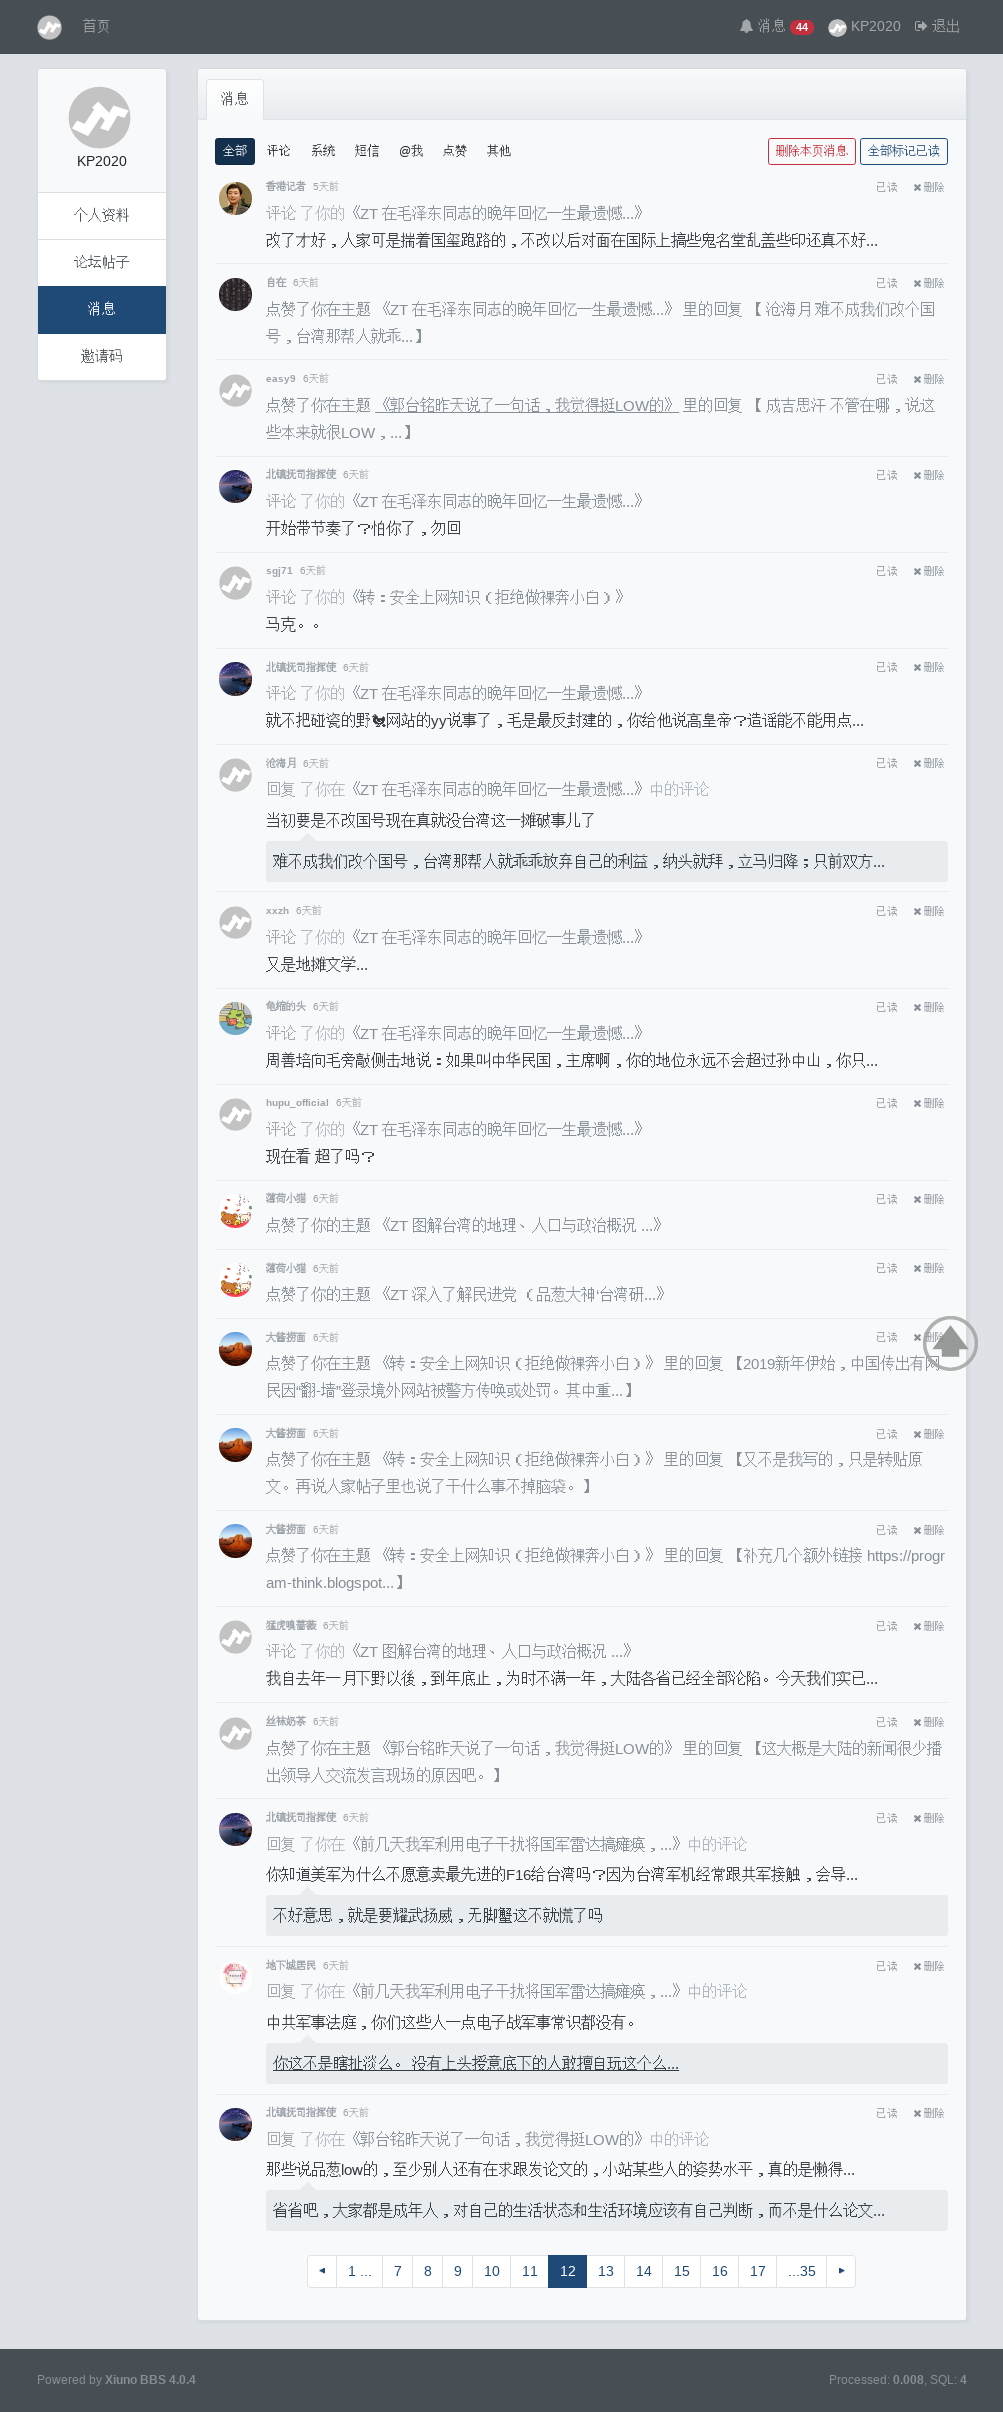 首页
消息 44 KP2020 退出
KP2020
个人资料
论坛帖子
消息
邀请码
消息
全部 评论 系统 短信 @我 点赞 其他 删除本页消息 全部标记已读
香港记者 5天前 已读 ✖删除
评论 了你的《ZT 在毛泽东同志的晚年回忆一生最遗憾...》
改了才好，人家可是揣着国玺跑路的，不改以后对面在国际上搞些鬼名堂乱盖些印还真不好...
自在 6天前 已读 ✖删除
点赞了你在主题 《ZT 在毛泽东同志的晚年回忆一生最遗憾...》 里的回复 【 沧海月 难不成我们改个国
号，台湾那帮人就乖...】
easy9 6天前 已读 ✖删除
点赞了你在主题 《郭台铭昨天说了一句话，我觉得挺LOW的》 里的回复 【 成吉思汗 不管在哪，说这
些本来就很LOW，...】
北镇抚司指挥使 6天前 已读 ✖删除
评论 了你的《ZT 在毛泽东同志的晚年回忆一生最遗憾...》
开始带节奏了？怕你了，勿回
sgj71 6天前 已读 ✖删除
评论 了你的《转：安全上网知识（拒绝做裸奔小白）》
马克。。
北镇抚司指挥使 6天前 已读 ✖删除
评论 了你的《ZT 在毛泽东同志的晚年回忆一生最遗憾...》
就不把碰瓷的野🐔网站的yy说事了，毛是最反封建的，你给他说高皇帝？造谣能不能用点...
沧海月 6天前 已读 ✖删除
回复 了你在《ZT 在毛泽东同志的晚年回忆一生最遗憾...》中的评论
当初要是不改国号现在真就没台湾这一摊破事儿了
难不成我们改个国号，台湾那帮人就乖乖放弃自己的利益，纳头就拜，立马归降；只前双方...
xxzh 6天前 已读 ✖删除
评论 了你的《ZT 在毛泽东同志的晚年回忆一生最遗憾...》
又是地摊文学...
龟缩的头 6天前 已读 ✖删除
评论 了你的《ZT 在毛泽东同志的晚年回忆一生最遗憾...》
周善培向毛旁敲侧击地说：如果叫中华民国，主席啊，你的地位永远不会超过孙中山，你只...
hupu_official 6天前 已读 ✖删除
评论 了你的《ZT 在毛泽东同志的晚年回忆一生最遗憾...》
现在看 超了吗？
薄荷小猫 6天前 已读 ✖删除
点赞了你的主题 《ZT 图解台湾的地理、人口与政治概况 ...》
薄荷小猫 6天前 已读 ✖删除
点赞了你的主题 《ZT 深入了解民进党 （品葱大神‘台湾研...》
大酱捞面 6天前 已读 ✖删除
点赞了你在主题 《转：安全上网知识（拒绝做裸奔小白）》 里的回复 【2019新年伊始，中国传出有网
民因“翻-墙”登录境外网站被警方传唤或处罚。其中重...】
大酱捞面 6天前 已读 ✖删除
点赞了你在主题 《转：安全上网知识（拒绝做裸奔小白）》 里的回复 【又不是我写的，只是转贴原
文。再说人家帖子里也说了干什么事不掉脑袋。】
大酱捞面 6天前 已读 ✖删除
点赞了你在主题 《转：安全上网知识（拒绝做裸奔小白）》 里的回复 【补充几个额外链接 https://progr
am-think.blogspot...】
猛虎嗅蔷薇 6天前 已读 ✖删除
评论 了你的《ZT 图解台湾的地理、人口与政治概况 ...》
我自去年一月下野以後，到年底止，为时不满一年，大陆各省已经全部沦陷。今天我们实已...
丝袜奶茶 6天前 已读 ✖删除
点赞了你在主题 《郭台铭昨天说了一句话，我觉得挺LOW的》 里的回复 【这大概是大陆的新闻很少播
出领导人交流发言现场的原因吧。】
北镇抚司指挥使 6天前 已读 ✖删除
回复 了你在《前几天我军利用电子干扰将国军雷达搞瘫痪，...》中的评论
你知道美军为什么不愿意卖最先进的F16给台湾吗？因为台湾军机经常跟共军接触，会导...
不好意思，就是要耀武扬威，无脚蟹这不就慌了吗
地下城居民 6天前 已读 ✖删除
回复 了你在《前几天我军利用电子干扰将国军雷达搞瘫痪，...》中的评论
中共军事法庭，你们这些人一点电子战军事常识都没有。
你这不是瞎扯淡么。 没有上头授意底下的人敢擅自玩这个么...
北镇抚司指挥使 6天前 已读 ✖删除
回复 了你在《郭台铭昨天说了一句话，我觉得挺LOW的》中的评论
那些说品葱low的，至少别人还有在求跟发论文的，小站某些人的姿势水平，真的是懒得...
省省吧，大家都是成年人，对自己的生活状态和生活环境应该有自己判断，而不是什么论文...
◂ 1 ... 7 8 9 10 11 12 13 14 15 16 17 ...35 ▸
Powered by Xiuno BBS 4.0.4 Processed: 0.008, SQL: 4